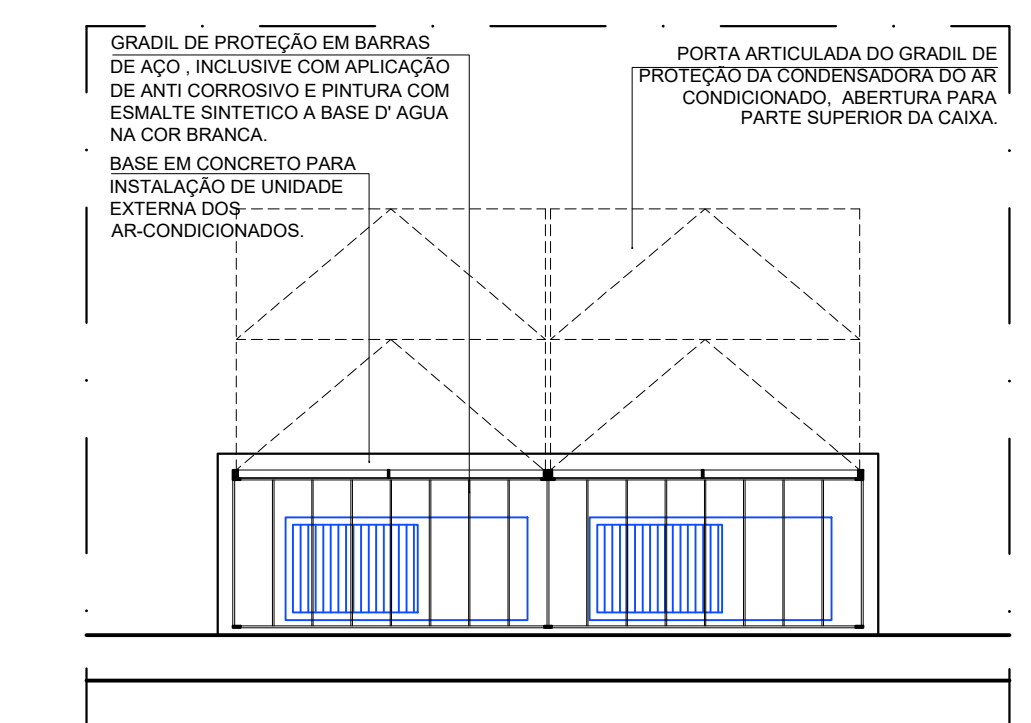 GRADIL DE PROTEÇÃO EM BARRAS
DE AÇO , INCLUSIVE COM APLICAÇÃO
DE ANTI CORROSIVO E PINTURA COM
ESMALTE SINTETICO A BASE D' AGUA
NA COR BRANCA.
BASE EM CONCRETO PARA
INSTALAÇÃO DE UNIDADE
EXTERNA DOS
AR-CONDICIONADOS.
PORTA ARTICULADA DO GRADIL DE
PROTEÇÃO DA CONDENSADORA DO AR
CONDICIONADO, ABERTURA PARA
PARTE SUPERIOR DA CAIXA.